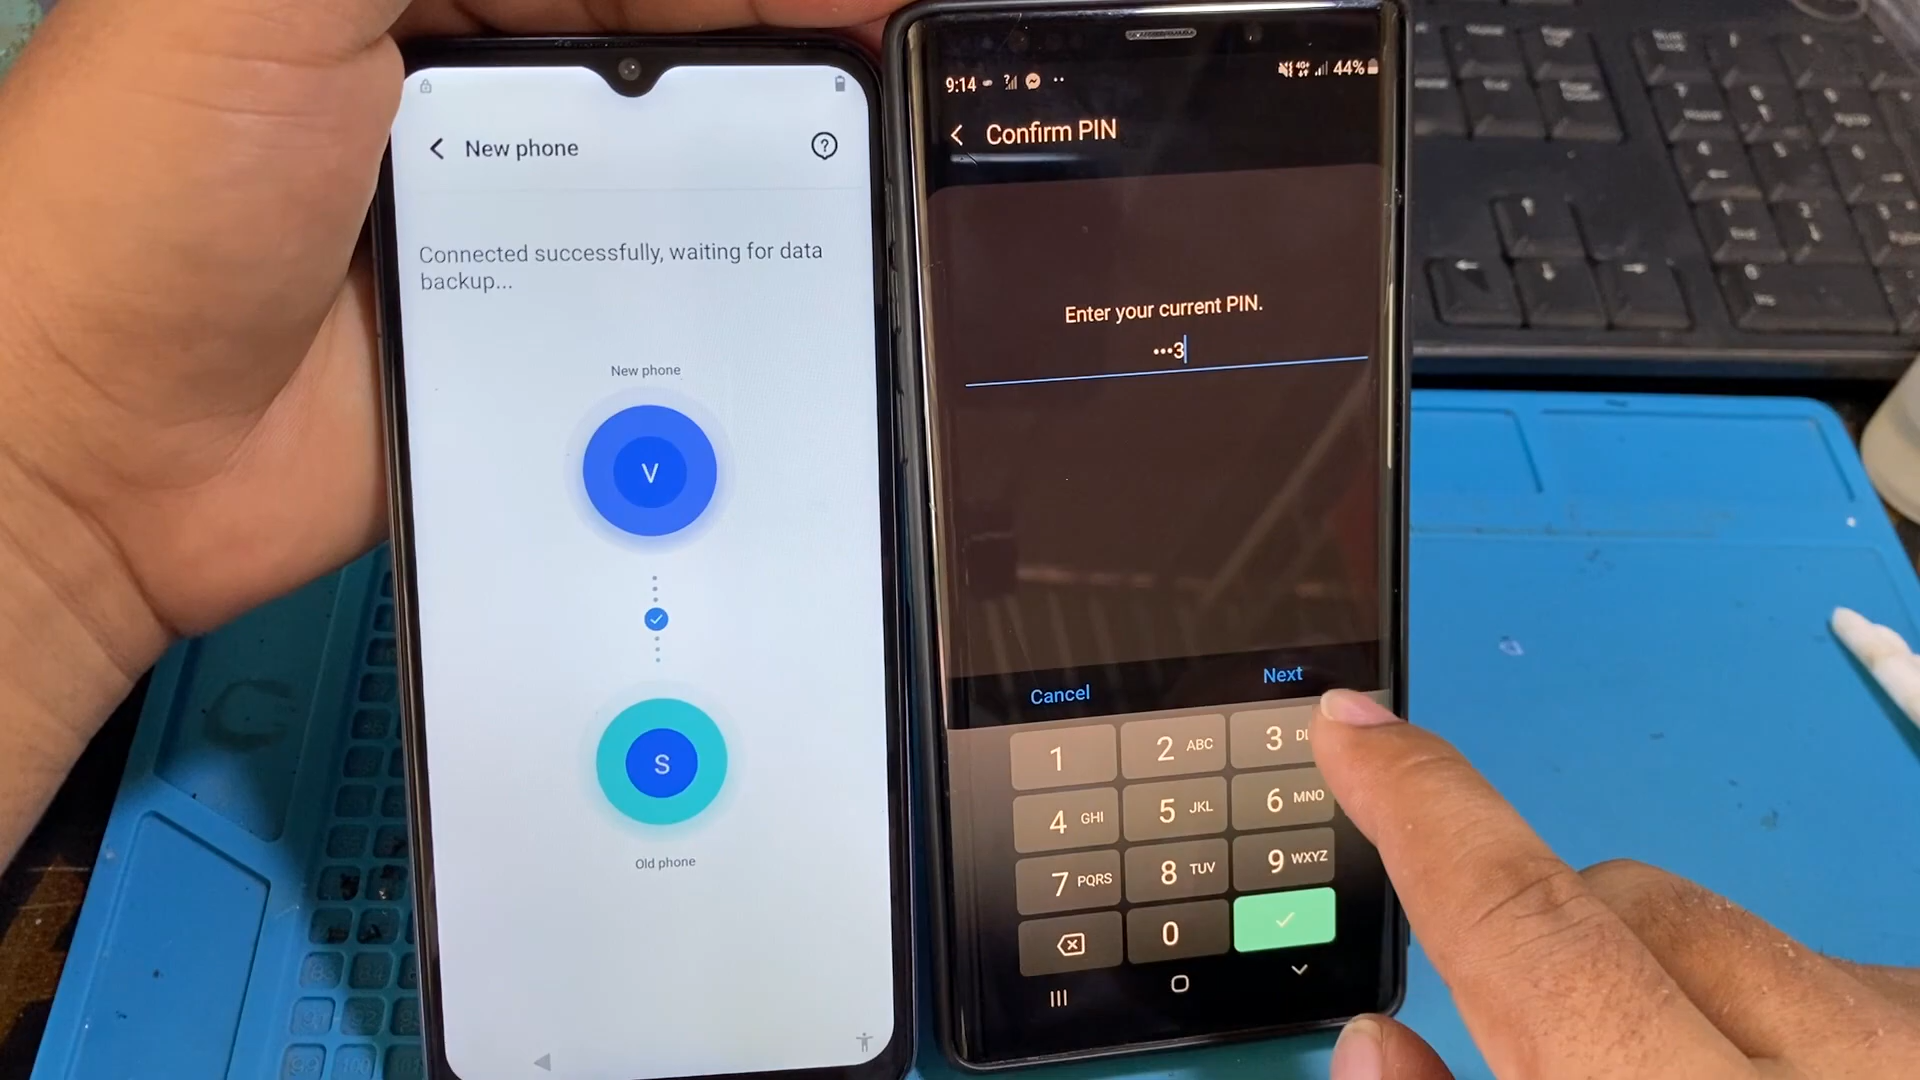 New phone
Connected successfully, waiting for data
backup...
New phone
V
S
Old phone
9:14
44%
Confirm PIN
Enter your current PIN.
•••3
Cancel
Next
1
2 ABC
3
4 GHI
5 JKL
6 MNO
7 PQRS
8 TUV
9 WXYZ
0